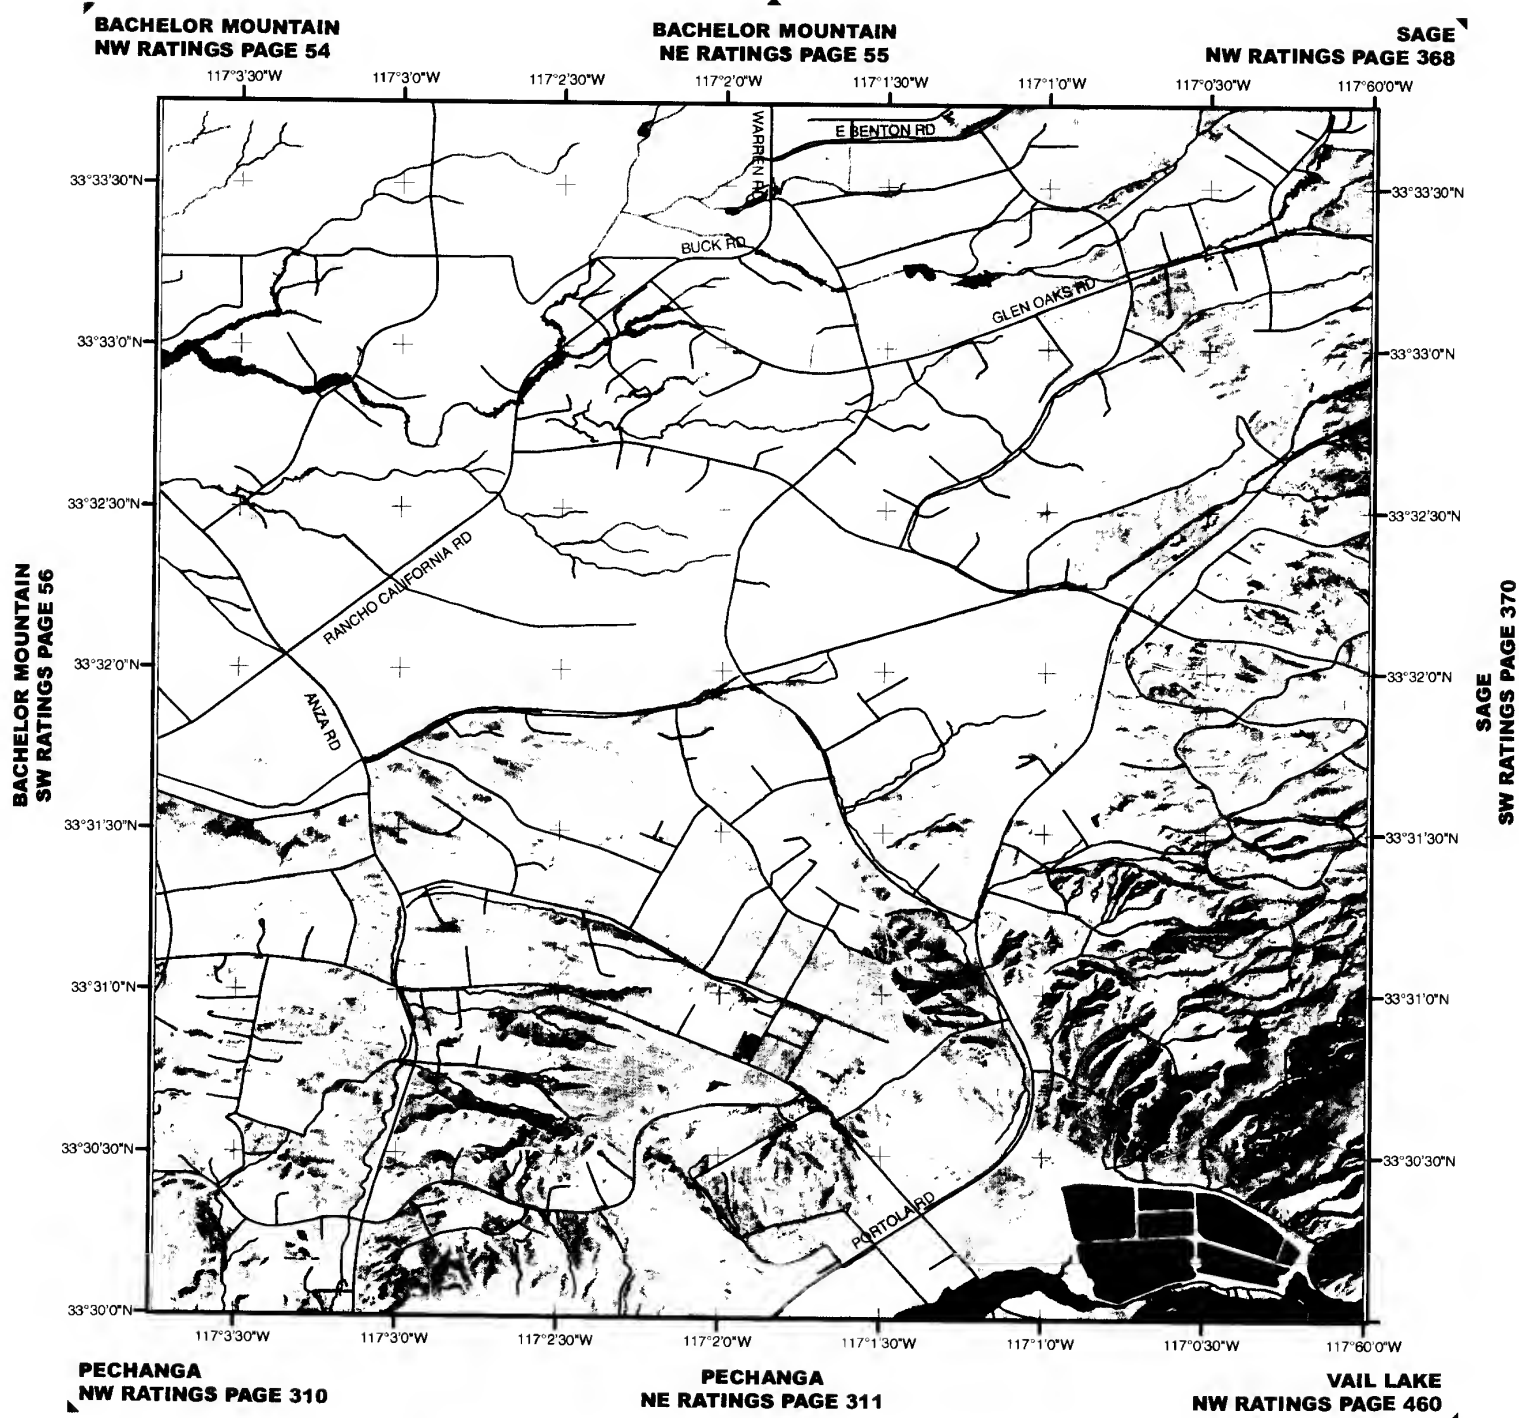 BACHELOR MOUNTAIN
NW RATINGS PAGE 54
BACHELOR MOUNTAIN
NE RATINGS PAGE 55
SAGE
NW RATINGS PAGE 368
117°3'30"W
117°3'0"W
117°2'30"W
117°2'0"W
117°1'30"W
117°1'0"W
117°0'30"W
117°60'0"W
WARREN RD
E BENTON RD
33°33'30"N
33°33'30"N
BUCK RD
GLEN OAKS RD
33°33'0"N
33°33'0"N
33°32'30"N
33°32'30"N
RANCHO CALIFORNIA RD
BACHELOR MOUNTAIN
SW RATINGS PAGE 56
SAGE
SW RATINGS PAGE 370
33°32'0"N
33°32'0"N
ANZA RD
33°31'30"N
33°31'30"N
33°31'0"N
33°31'0"N
33°30'30"N
33°30'30"N
PORTOLA RD
33°30'0"N
117°3'30"W
117°3'0"W
117°2'30"W
117°2'0"W
117°1'30"W
117°1'0"W
117°0'30"W
117°60'0"W
PECHANGA
NW RATINGS PAGE 310
PECHANGA
NE RATINGS PAGE 311
VAIL LAKE
NW RATINGS PAGE 460